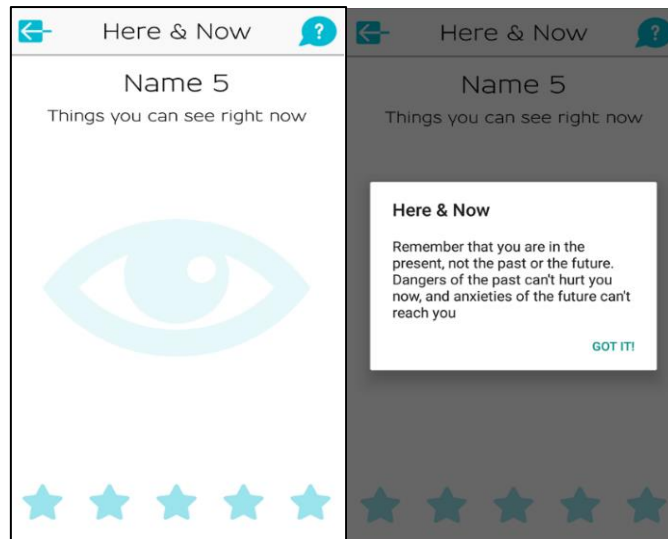 Here & Now
?
Name 5
Things you can see right now
Here & Now
?
Name 5
Things you can see right now
Here & Now
Remember that you are in the
present, not the past or the future.
Dangers of the past can't hurt you
now, and anxieties of the future can't
reach you
GOT IT!